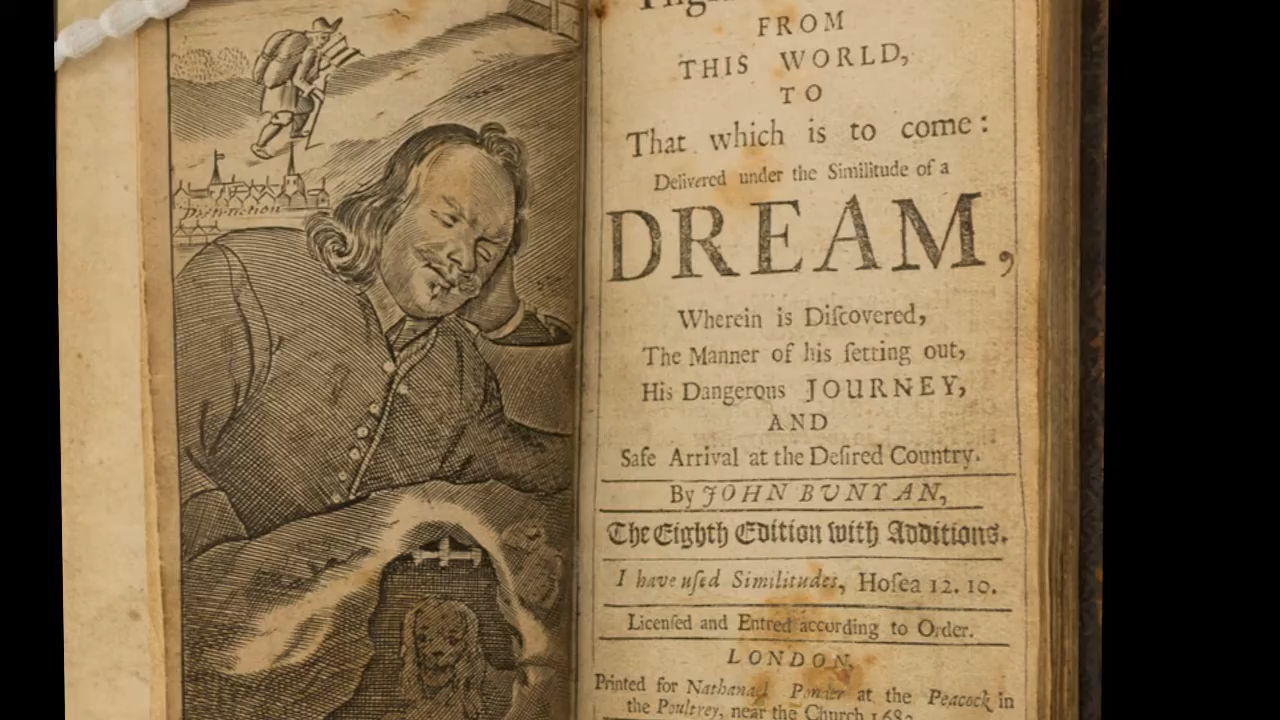 Destruction
FROM
THIS WORLD,
TO
That which is to come:
Delivered under the Similitude of a
DREAM,
Wherein is Diſcovered,
The Manner of his ſetting out,
His Dangerous JOURNEY,
AND
Safe Arrival at the Deſired Country.
By JOHN BUNYAN,
The Eighth Edition with Additions.
I have uſed Similitudes, Hoſea 12. 10.
Licenſed and Entred according to Order.
LONDON,
Printed for Nathanael Ponder at the Peacock in
the Poultrey, near the Church